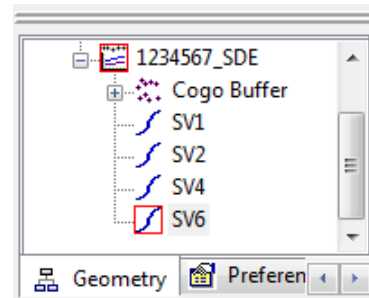 1234567_SDE
Cogo Buffer
SV1
SV2
SV4
SV6
Geometry Preferen